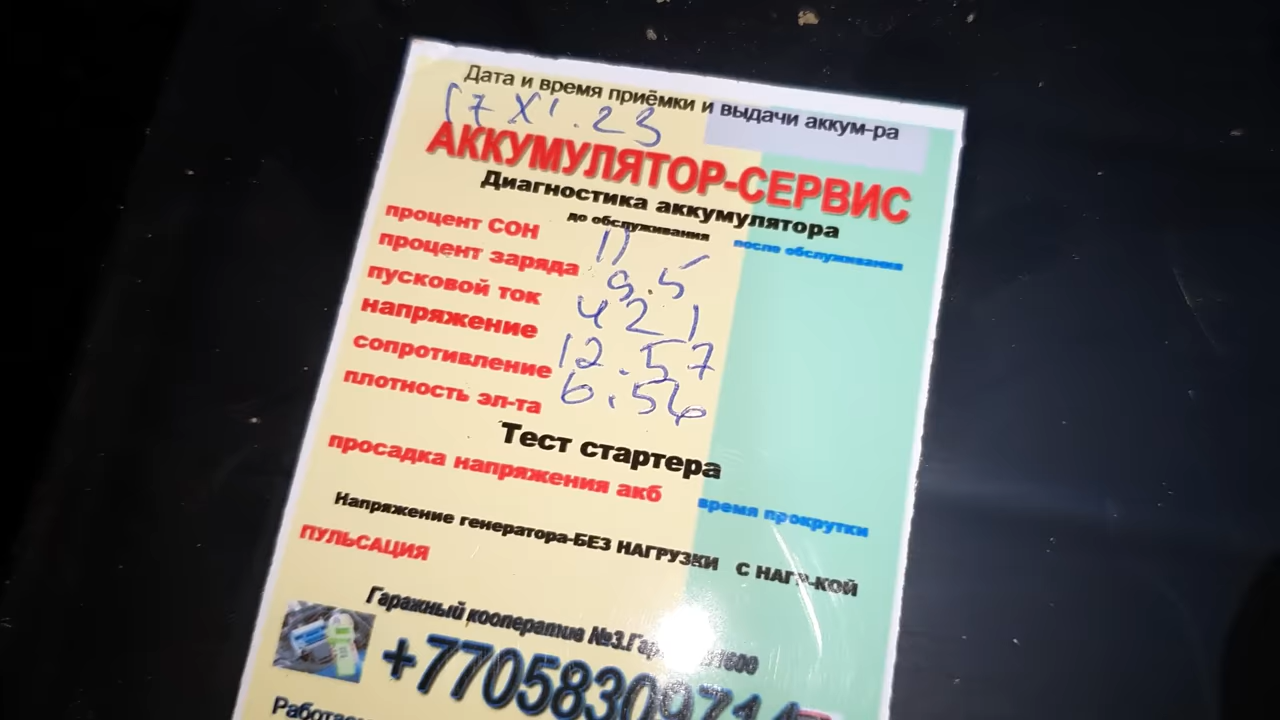 Дата и время приёмки и выдачи аккум-ра
17 XI. 23
АККУМУЛЯТОР-СЕРВИС
Диагностика аккумулятора
до обслуживания после обслуживания
процент СОН 11
процент заряда 9.5
пусковой ток 421
напряжение 12.57
сопротивление 6.56
плотность эл-та
Тест стартера
просадка напряжения акб время прокрутки
Напряжение генератора-БЕЗ НАГРУЗКИ С НАГР-КОЙ
ПУЛЬСАЦИЯ
Гаражный кооператив №3.